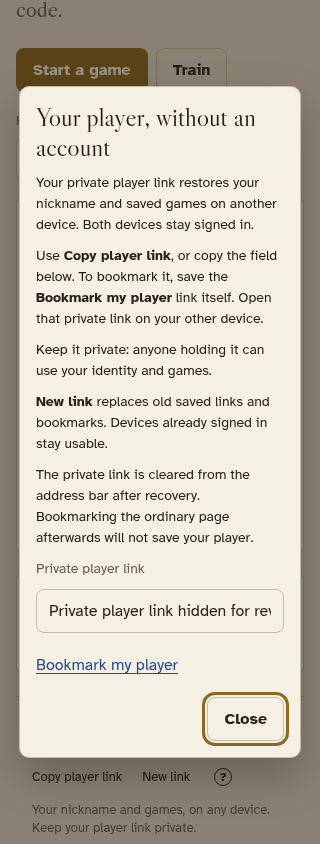 code.
Start a game
Train
Your player, without an
account
Your private player link restores your
nickname and saved games on another
device. Both devices stay signed in.
Use Copy player link, or copy the field
below. To bookmark it, save the
Bookmark my player link itself. Open
that private link on your other device.
Keep it private: anyone holding it can
use your identity and games.
New link replaces old saved links and
bookmarks. Devices already signed in
stay usable.
The private link is cleared from the
address bar after recovery.
Bookmarking the ordinary page
afterwards will not save your player.
Private player link
Private player link hidden for rev
Bookmark my player
Close
Copy player link
New link
?
Your nickname and games, on any device.
Keep your player link private.